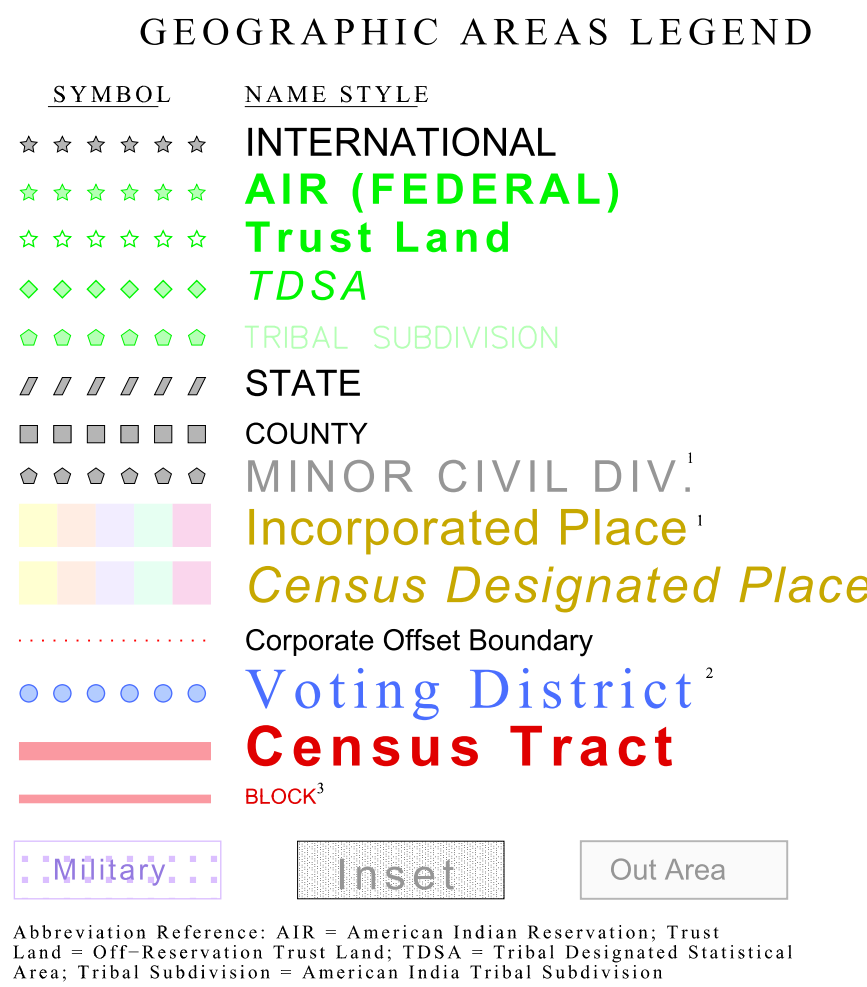 GEOGRAPHIC AREAS LEGEND
SYMBOL NAME STYLE
INTERNATIONAL
AIR (FEDERAL)
Trust Land
TDSA
TRIBAL SUBDIVISION
STATE
COUNTY
MINOR CIVIL DIV.1
Incorporated Place 1
Census Designated Place
Corporate Offset Boundary
Voting District 2
Census Tract
BLOCK3
Military Inset Out Area
Abbreviation Reference: AIR = American Indian Reservation; Trust
Land = Off−Reservation Trust Land; TDSA = Tribal Designated Statistical
Area; Tribal Subdivision = American India Tribal Subdivision